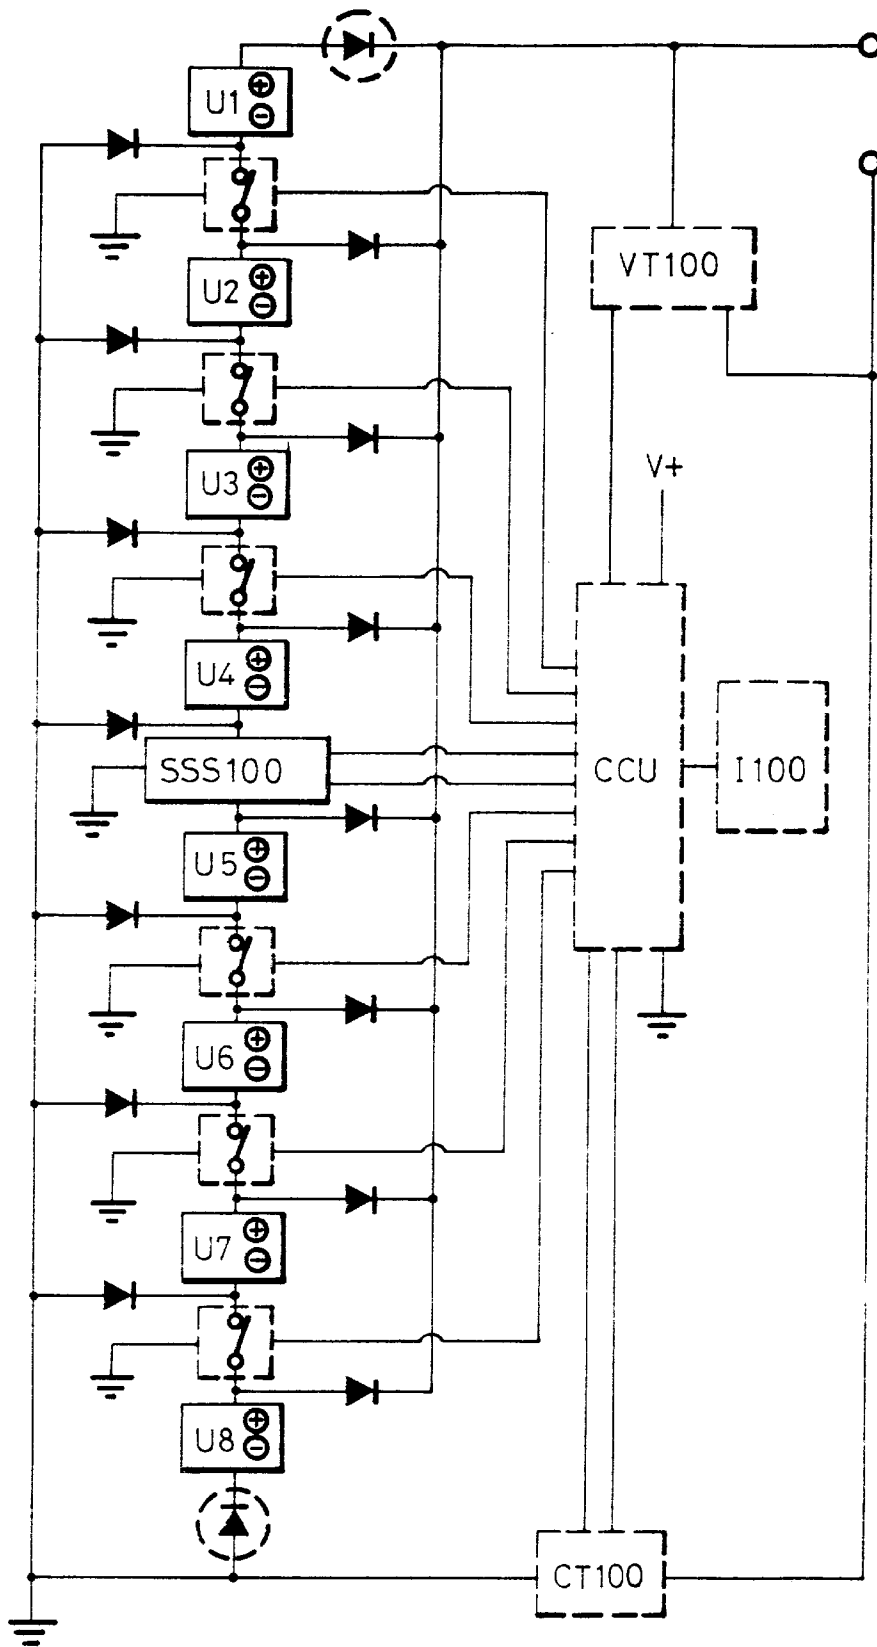 U1 ⊕
⊖
VT100
U2 ⊕
⊖
V+
U3 ⊕
⊖
U4 ⊕
⊖
SSS100
CCU
I100
U5 ⊕
⊖
U6 ⊕
⊖
U7 ⊕
⊖
U8 ⊕
⊖
CT100